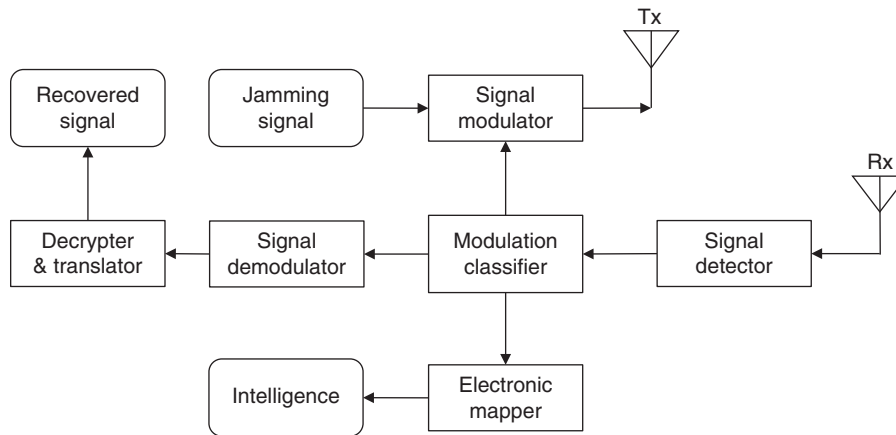 Tx
Recovered
signal
Jamming
signal
Signal
modulator
Rx
Decrypter
& translator
Signal
demodulator
Modulation
classifier
Signal
detector
Intelligence
Electronic
mapper